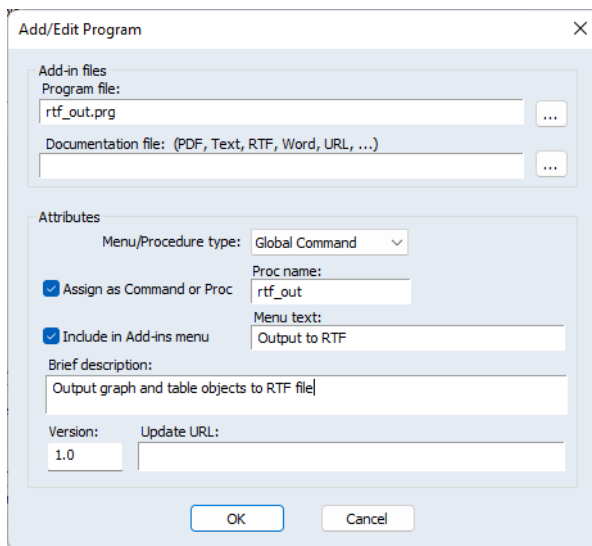 Add/Edit Program
Add-in files
Program file:
rtf_out.prg
...
Documentation file: (PDF, Text, RTF, Word, URL, ...)
...
Attributes
Menu/Procedure type: Global Command
Proc name:
Assign as Command or Proc rtf_out
Menu text:
Include in Add-ins menu Output to RTF
Brief description:
Output graph and table objects to RTF file
Version: Update URL:
1.0
OK Cancel